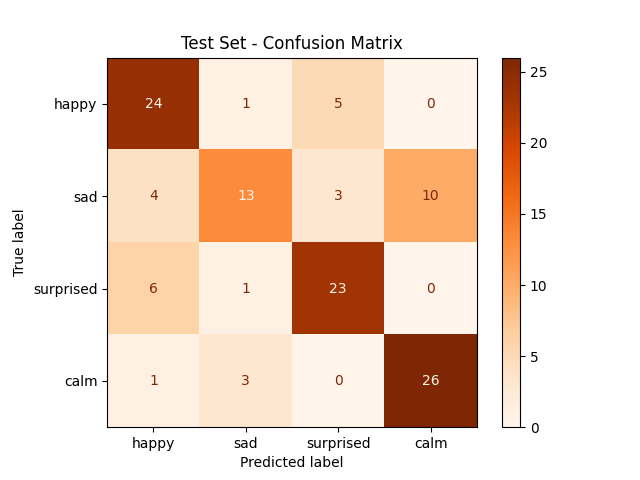 Test Set - Confusion Matrix
True label
happy 24 1 5 0
sad 4 13 3 10
surprised 6 1 23 0
calm 1 3 0 26
happy sad surprised calm
Predicted label
25
20
15
10
5
0